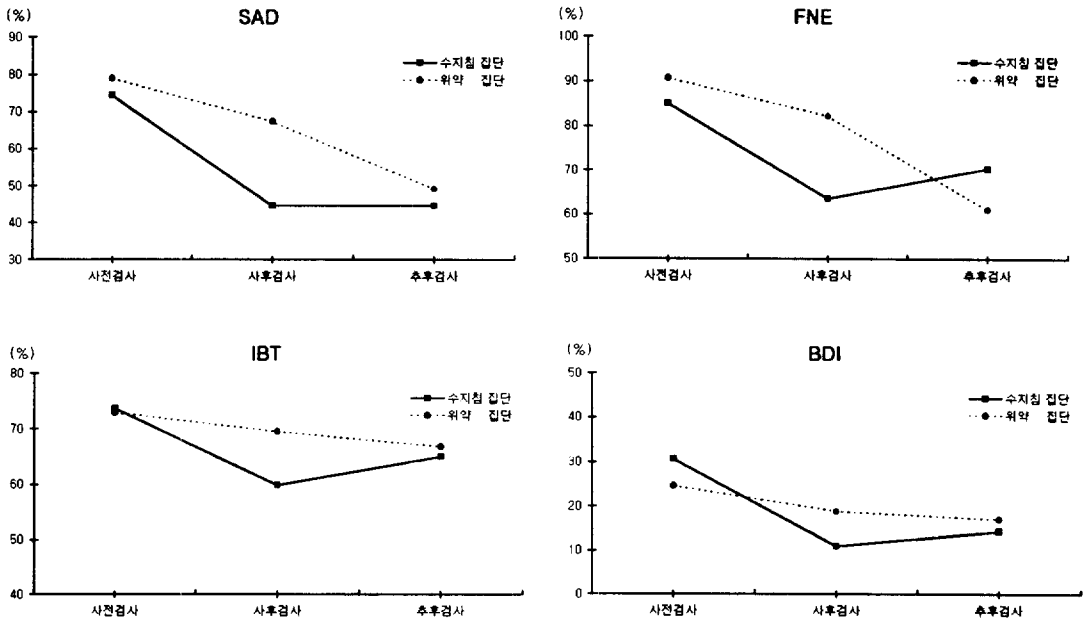 (%)
SAD
90
80
70
60
50
40
30
수지침 집단
위약 집단
사전검사
사후검사
추후검사
(%)
FNE
100
90
80
70
60
50
수지침 집단
위약 집단
사전검사
사후검사
추후검사
(%)
IBT
80
70
60
50
40
수지침 집단
위약 집단
사전검사
사후검사
추후검사
(%)
BDI
50
40
30
20
10
0
수지침 집단
위약 집단
사전검사
사후검사
추후검사